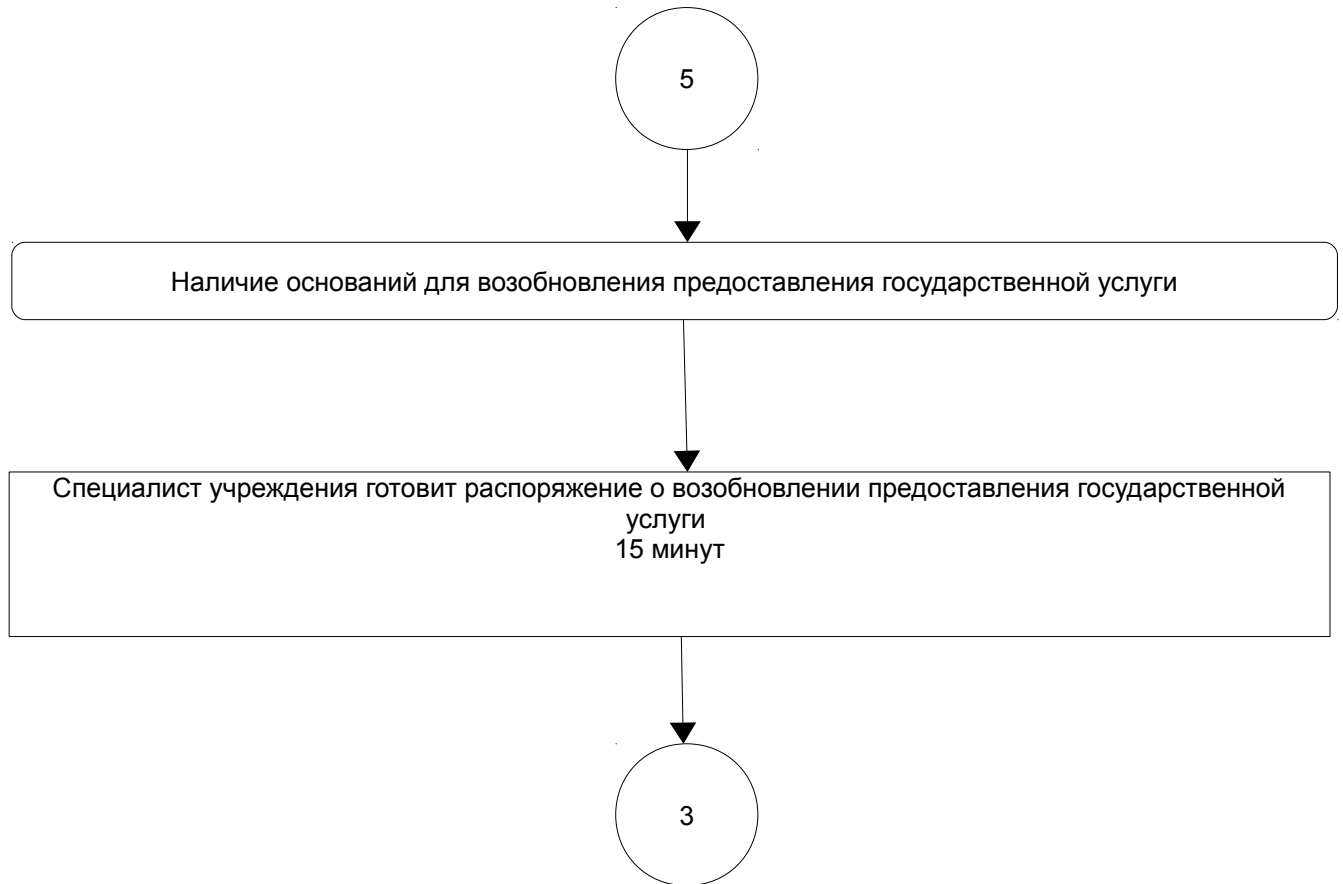 5
Наличие оснований для возобновления предоставления государственной услуги
Специалист учреждения готовит распоряжение о возобновлении предоставления государственной
услуги
15 минут
3